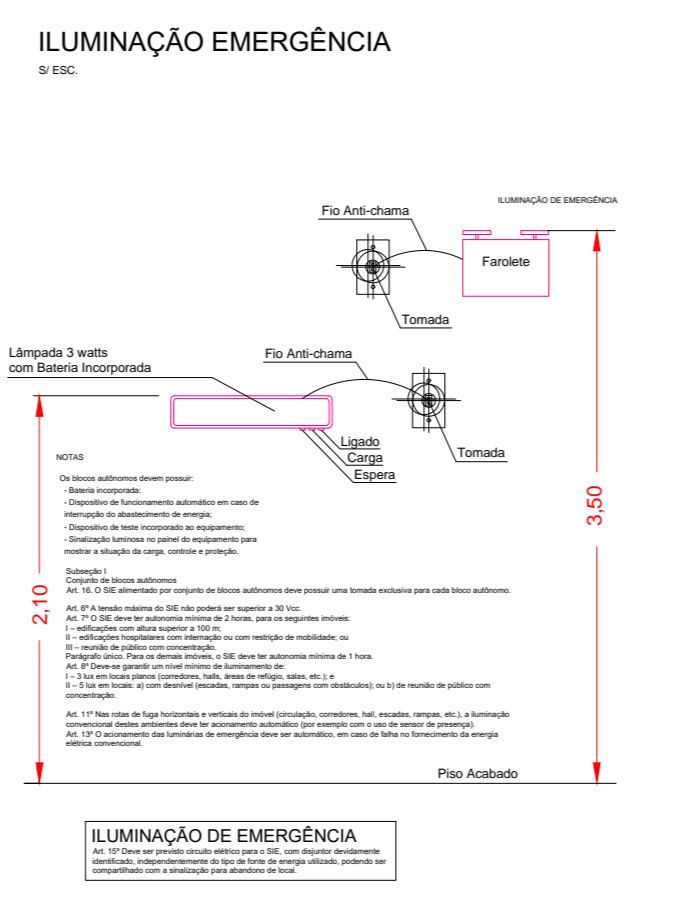 ILUMINAÇÃO EMERGÊNCIA
S/ ESC.
ILUMINAÇÃO DE EMERGÊNCIA
Fio Anti-chama
Farolete
Tomada
Lâmpada 3 watts
com Bateria Incorporada
Fio Anti-chama
Ligado
Carga
Espera
Tomada
3,50
2,10
NOTAS
Os blocos autônomos devem possuir:
- Bateria incorporada:
- Dispositivo de funcionamento automático em caso de
interrupção do abastecimento de energia;
- Dispositivo de teste incorporado ao equipamento;
- Sinalização luminosa no painel do equipamento para
mostrar a situação da carga, controle e proteção.
Subseção I
Conjunto de blocos autônomos
Art. 16. O SIE alimentado por conjunto de blocos autônomos deve possuir uma tomada exclusiva para cada bloco autônomo.
Art. 6º A tensão máxima do SIE não poderá ser superior a 30 Vcc.
Art. 7º O SIE deve ter autonomia mínima de 2 horas, para os seguintes imóveis:
I – edificações com altura superior a 100 m;
II – edificações hospitalares com internação ou com restrição de mobilidade; ou
III – reunião de público com concentração.
Parágrafo único. Para os demais imóveis, o SIE deve ter autonomia mínima de 1 hora.
Art. 8º Deve-se garantir um nível mínimo de iluminamento de:
I – 3 lux em locais planos (corredores, halls, áreas de refúgio, salas, etc.); e
II – 5 lux em locais: a) com desnível (escadas, rampas ou passagens com obstáculos); ou b) de reunião de público com
concentração.
Art. 11º Nas rotas de fuga horizontais e verticais do imóvel (circulação, corredores, hall, escadas, rampas, etc.), a iluminação
convencional destes ambientes deve ter acionamento automático (por exemplo com o uso de sensor de presença).
Art. 13º O acionamento das luminárias de emergência deve ser automático, em caso de falha no fornecimento da energia
elétrica convencional.
Piso Acabado
ILUMINAÇÃO DE EMERGÊNCIA
Art. 15º Deve ser previsto circuito elétrico para o SIE, com disjuntor devidamente
identificado, independentemente do tipo de fonte de energia utilizado, podendo ser
compartilhado com a sinalização para abandono de local.